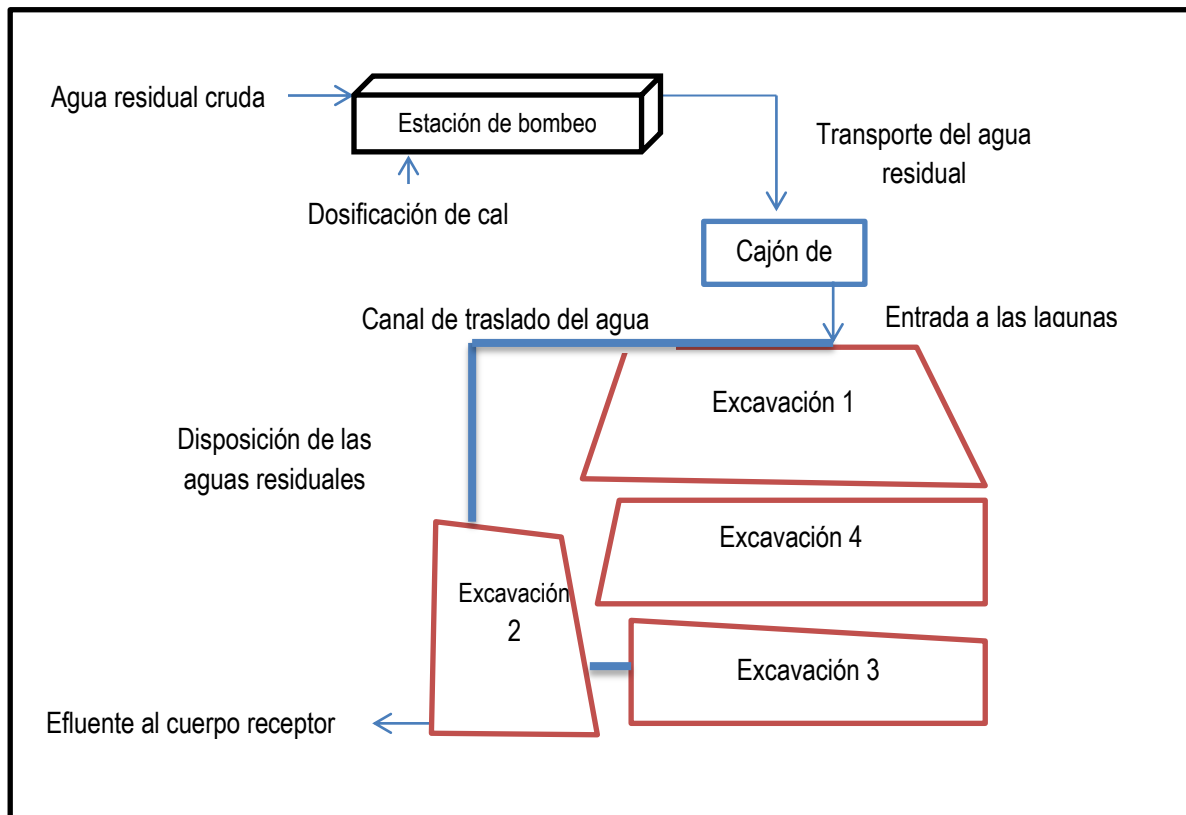 Agua residual cruda
Estación de bombeo
Transporte del agua
residual
Dosificación de cal
Cajón de
Canal de traslado del agua
Entrada a las lagunas
Excavación 1
Disposición de las
aguas residuales
Excavación 4
Excavación
2
Excavación 3
Efluente al cuerpo receptor